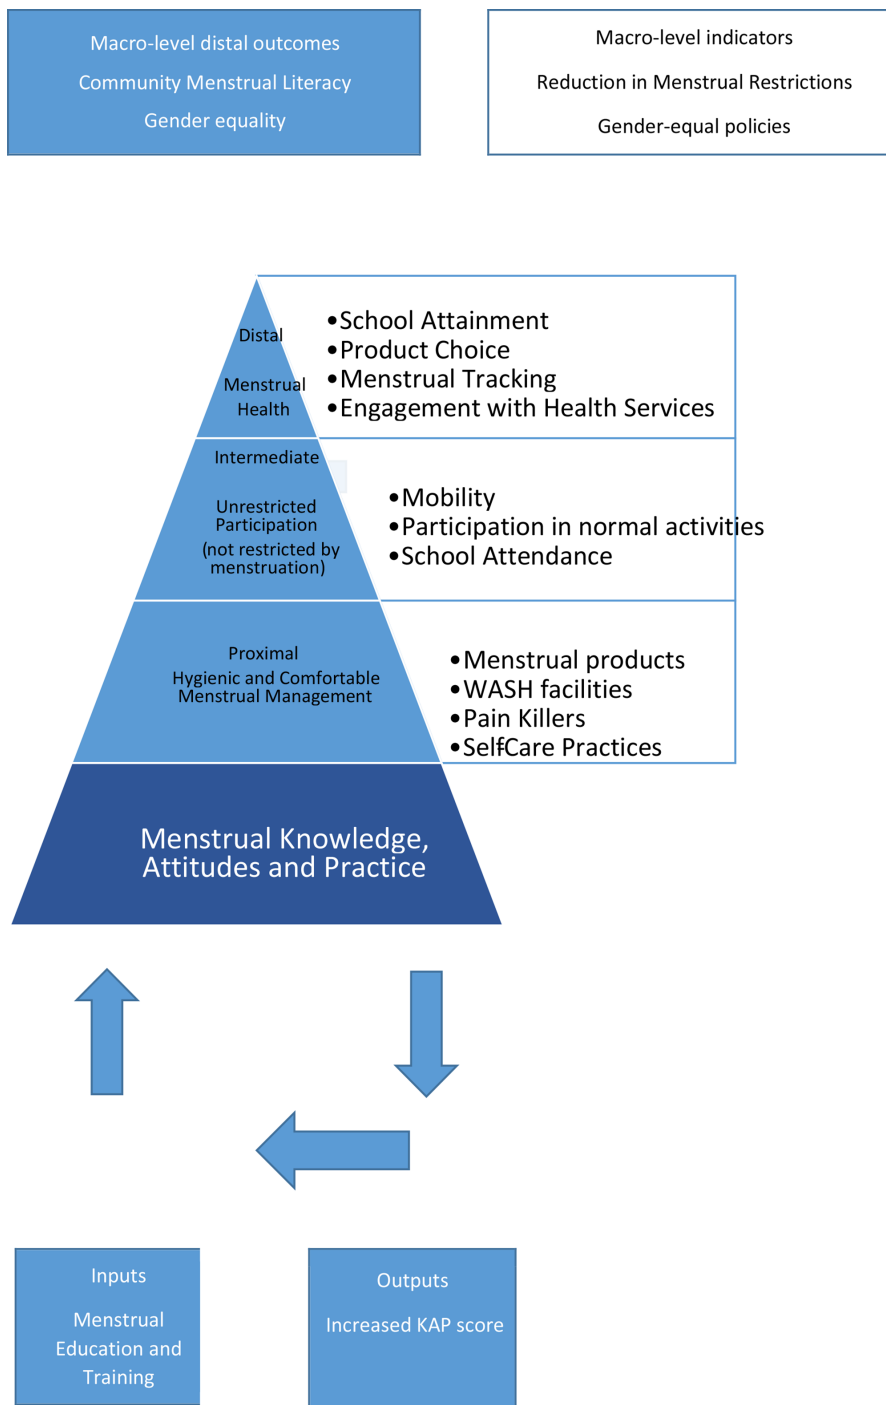 Macro-level distal outcomes
Community Menstrual Literacy
Gender equality
Macro-level indicators
Reduction in Menstrual Restrictions
Gender-equal policies
Distal
Menstrual
Health
•School Attainment
•Product Choice
•Menstrual Tracking
•Engagement with Health Services
Intermediate
Unrestricted
Participation
(not restricted by
menstruation)
•Mobility
•Participation in normal activities
•School Attendance
Proximal
Hygienic and Comfortable
Menstrual Management
•Menstrual products
•WASH facilities
•Pain Killers
•Self-Care Practices
Menstrual Knowledge,
Attitudes and Practice
Inputs
Menstrual
Education and
Training
Outputs
Increased KAP score